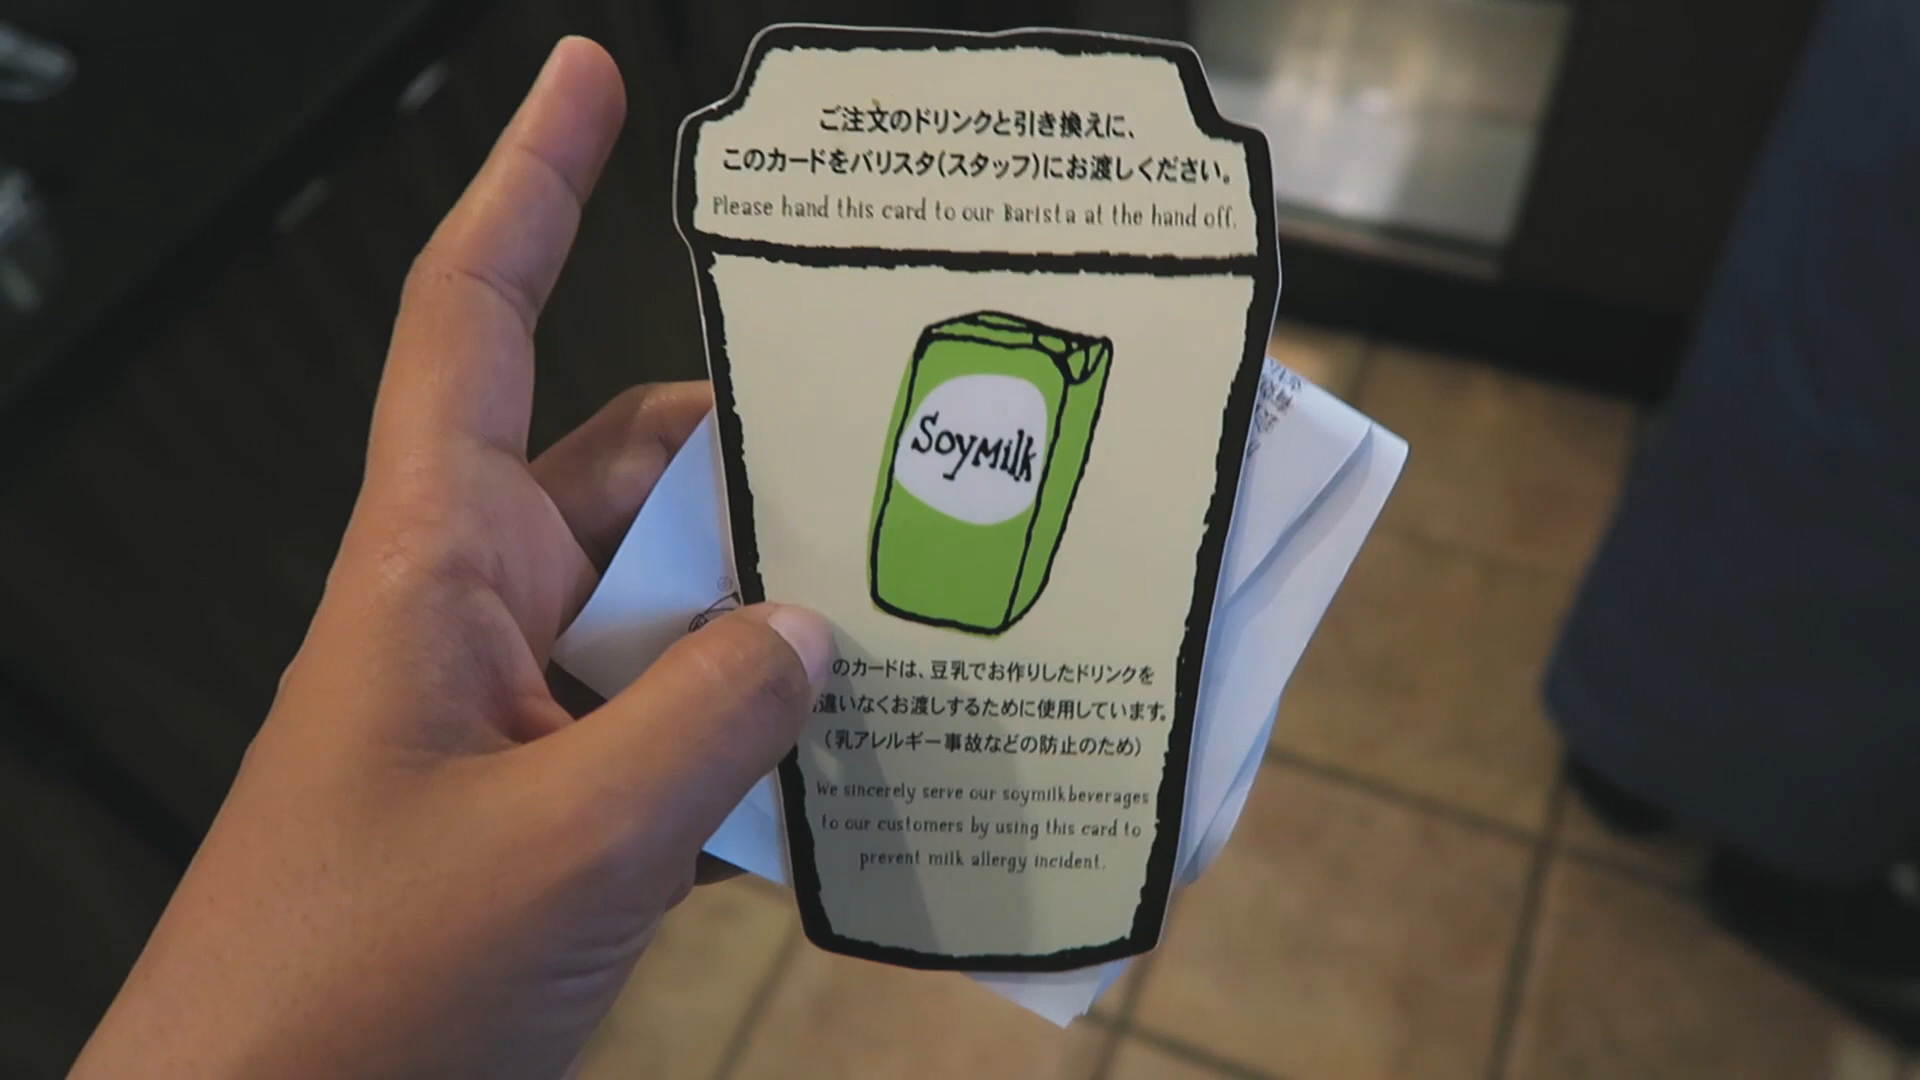 ご注文のドリンクと引き換えに、
このカードをバリスタ(スタッフ)にお渡しください。
Please hand this card to our Barista at the hand off.
Soymilk
のカードは、豆乳でお作りしたドリンクを
違いなくお渡しするために使用しています。
(乳アレルギー事故などの防止のため)
We sincerely serve our soymilk beverages
to our customers by using this card to
prevent milk allergy incident.